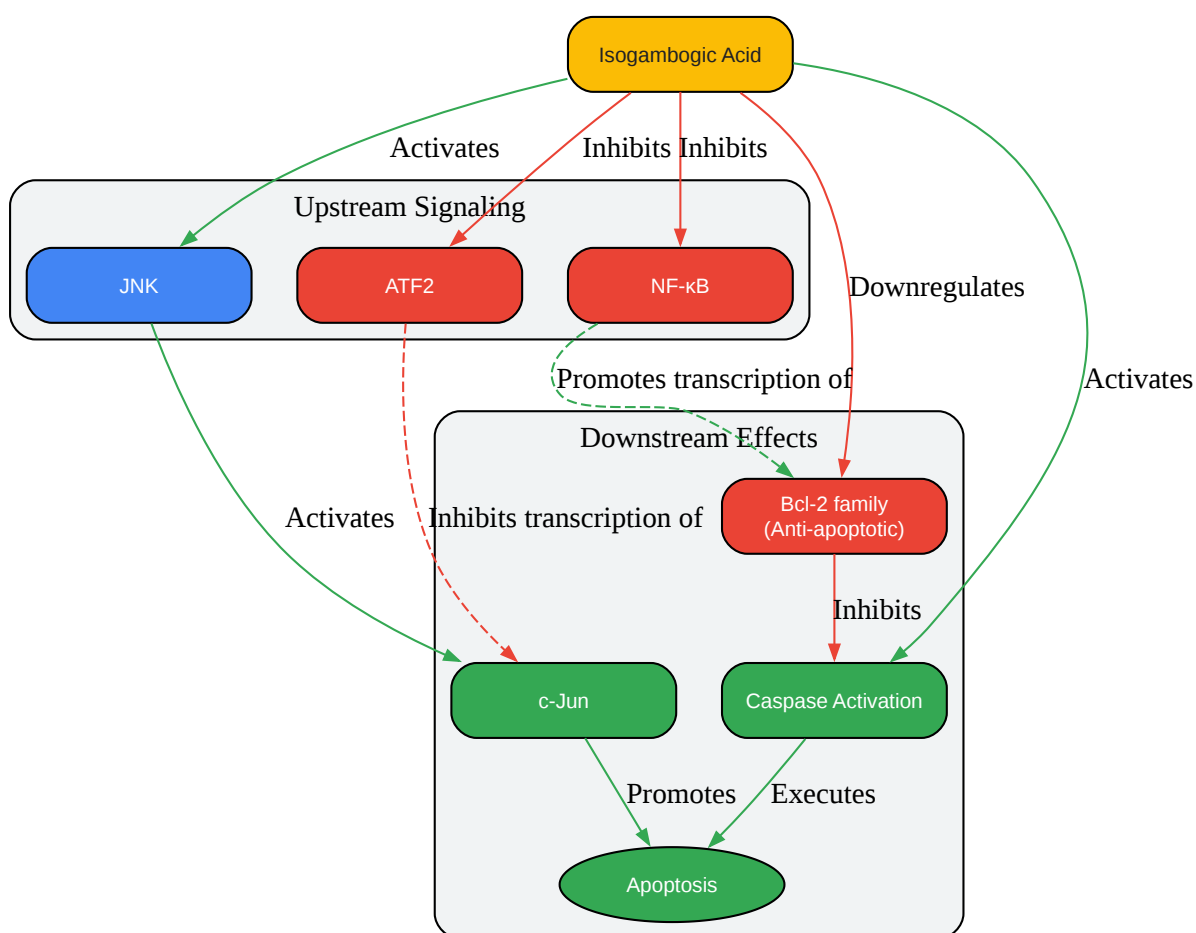 Isogambogic Acid
Activates
Inhibits
Inhibits
Upstream Signaling
JNK
ATF2
NF-κB
Downregulates
Promotes transcription of
Activates
Downstream Effects
Bcl-2 family
(Anti-apoptotic)
Activates
Inhibits transcription of
Inhibits
c-Jun
Caspase Activation
Promotes
Executes
Apoptosis